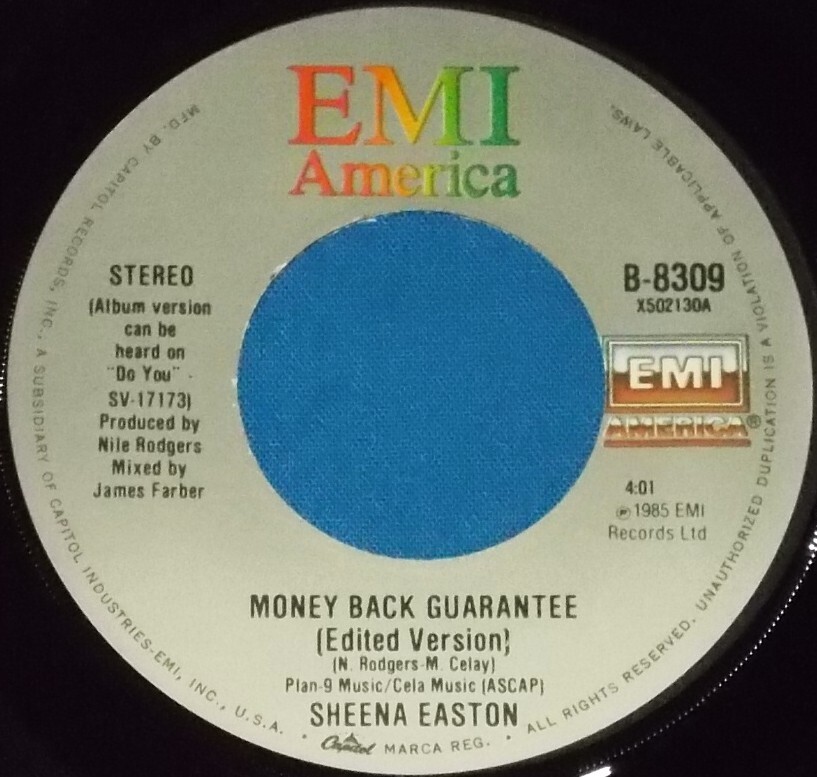 EMI
America
STEREO
(Album version
can be
heard on
"Do You" -
SV-17173)
Produced by
Nile Rodgers
Mixed by
James Farber
B-8309
X502130A
EMI
AMERICA®
4:01
℗1985 EMI
Records Ltd
MONEY BACK GUARANTEE
(Edited Version)
(N. Rodgers-M. Celay)
Plan-9 Music/Cela Music (ASCAP)
SHEENA EASTON
MFD. BY CAPITOL RECORDS, INC., A SUBSIDIARY OF CAPITOL INDUSTRIES-EMI, INC., U.S.A. • Capitol MARCA REG. • ALL RIGHTS RESERVED. UNAUTHORIZED DUPLICATION IS A VIOLATION OF APPLICABLE LAWS.